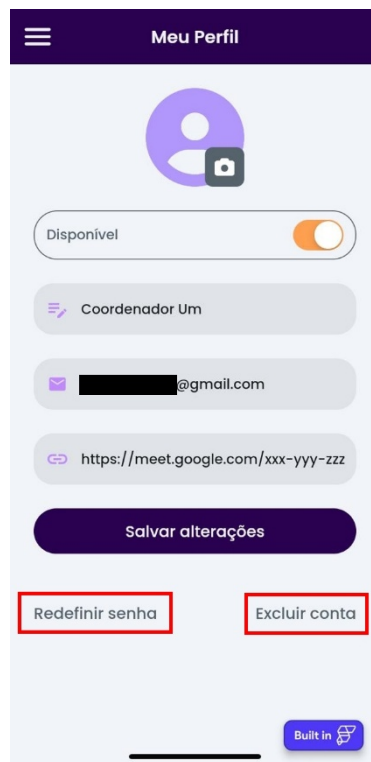 Meu Perfil
Disponível
Coordenador Um
@gmail.com
https://meet.google.com/xxx-yyy-zzz
Salvar alterações
Redefinir senha
Excluir conta
Built in